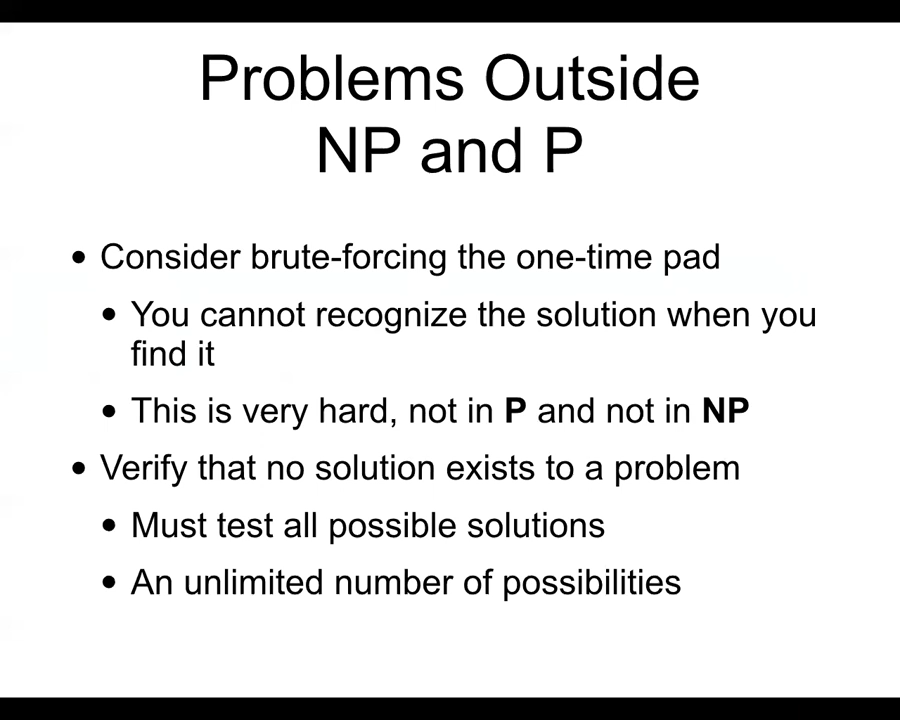 Problems Outside
NP and P
• Consider brute-forcing the one-time pad
• You cannot recognize the solution when you
find it
• This is very hard, not in P and not in NP
• Verify that no solution exists to a problem
• Must test all possible solutions
• An unlimited number of possibilities